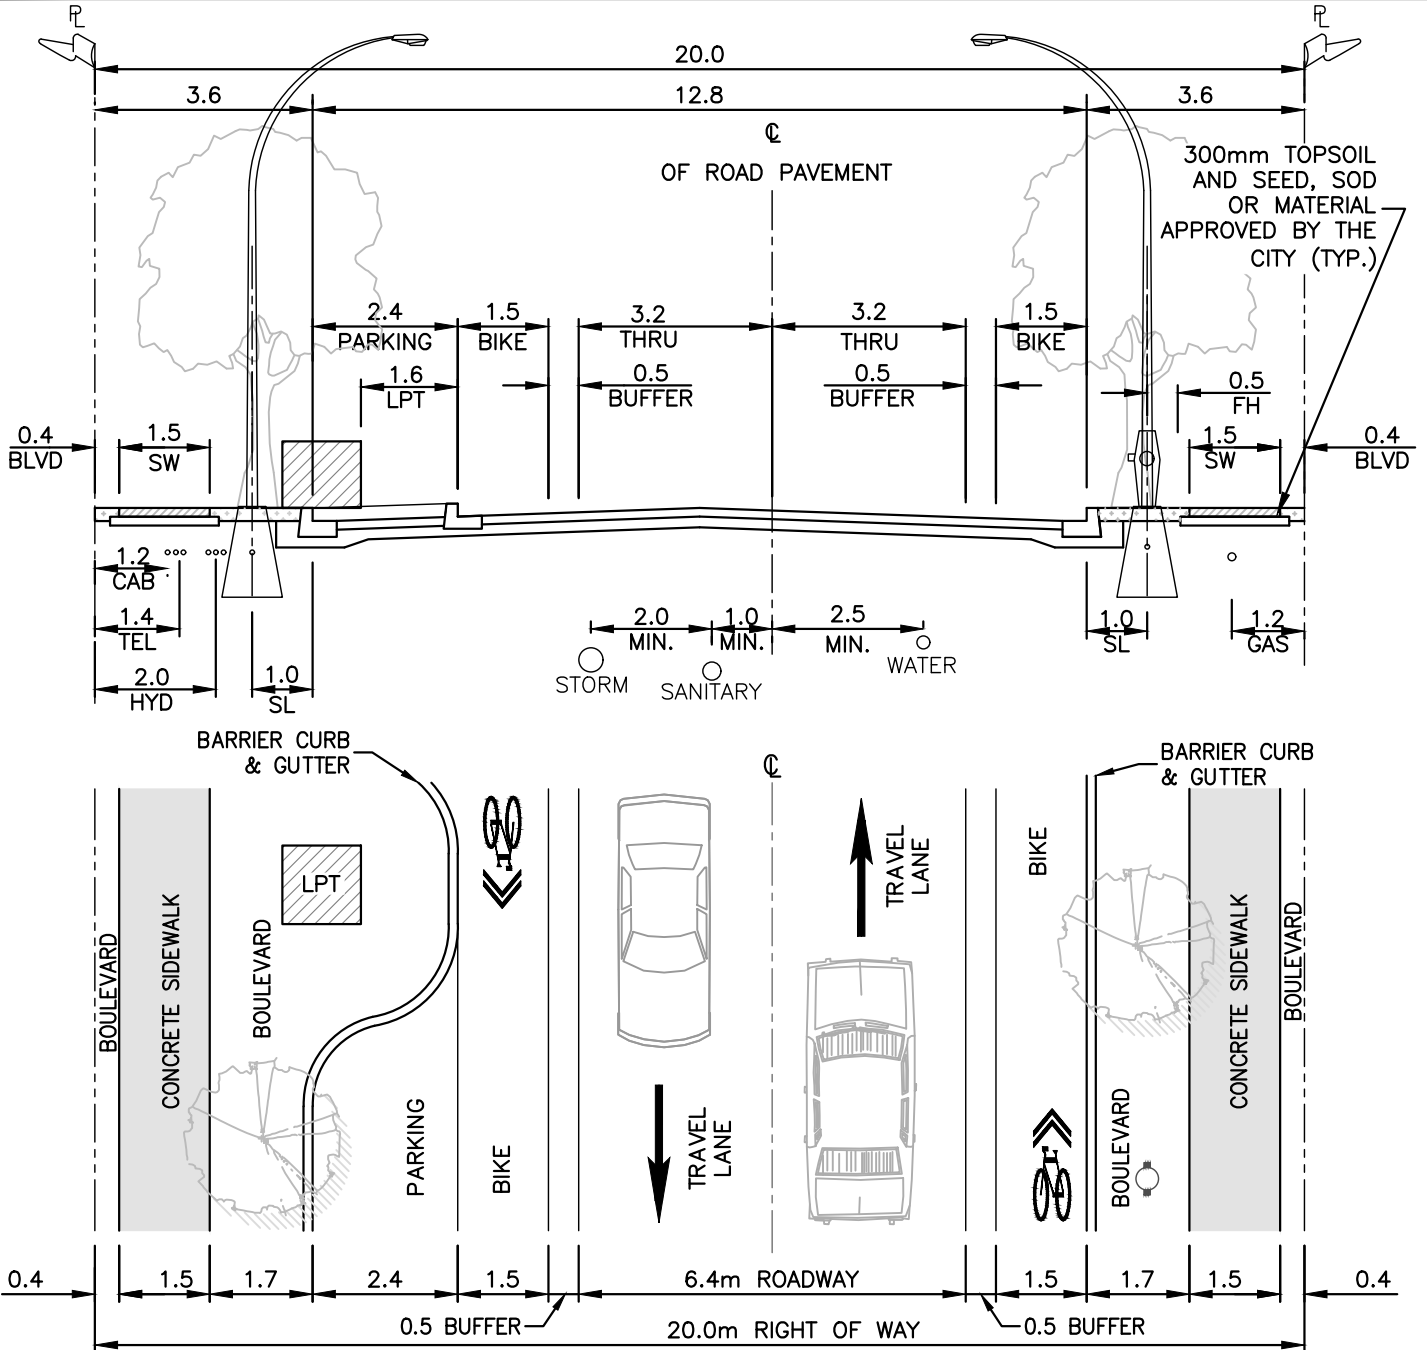 PL
PL
20.0
3.6
12.8
3.6
CL
OF ROAD PAVEMENT
300mm TOPSOIL
AND SEED, SOD
OR MATERIAL
APPROVED BY THE
CITY (TYP.)
2.4
PARKING
1.5
BIKE
3.2
THRU
3.2
THRU
1.5
BIKE
1.6
LPT
0.5
BUFFER
0.5
BUFFER
0.5
FH
0.4
BLVD
1.5
SW
1.5
SW
0.4
BLVD
1.2
CAB
1.4
TEL
2.0
HYD
1.0
SL
2.0
MIN.
1.0
MIN.
2.5
MIN.
STORM
SANITARY
WATER
1.0
SL
1.2
GAS
BARRIER CURB
& GUTTER
CL
BARRIER CURB
& GUTTER
BOULEVARD
CONCRETE SIDEWALK
BOULEVARD
LPT
PARKING
BIKE
TRAVEL
LANE
TRAVEL
LANE
BIKE
BOULEVARD
CONCRETE SIDEWALK
BOULEVARD
0.4
1.5
1.7
2.4
1.5
6.4m ROADWAY
1.5
1.7
1.5
0.4
0.5 BUFFER
20.0m RIGHT OF WAY
0.5 BUFFER